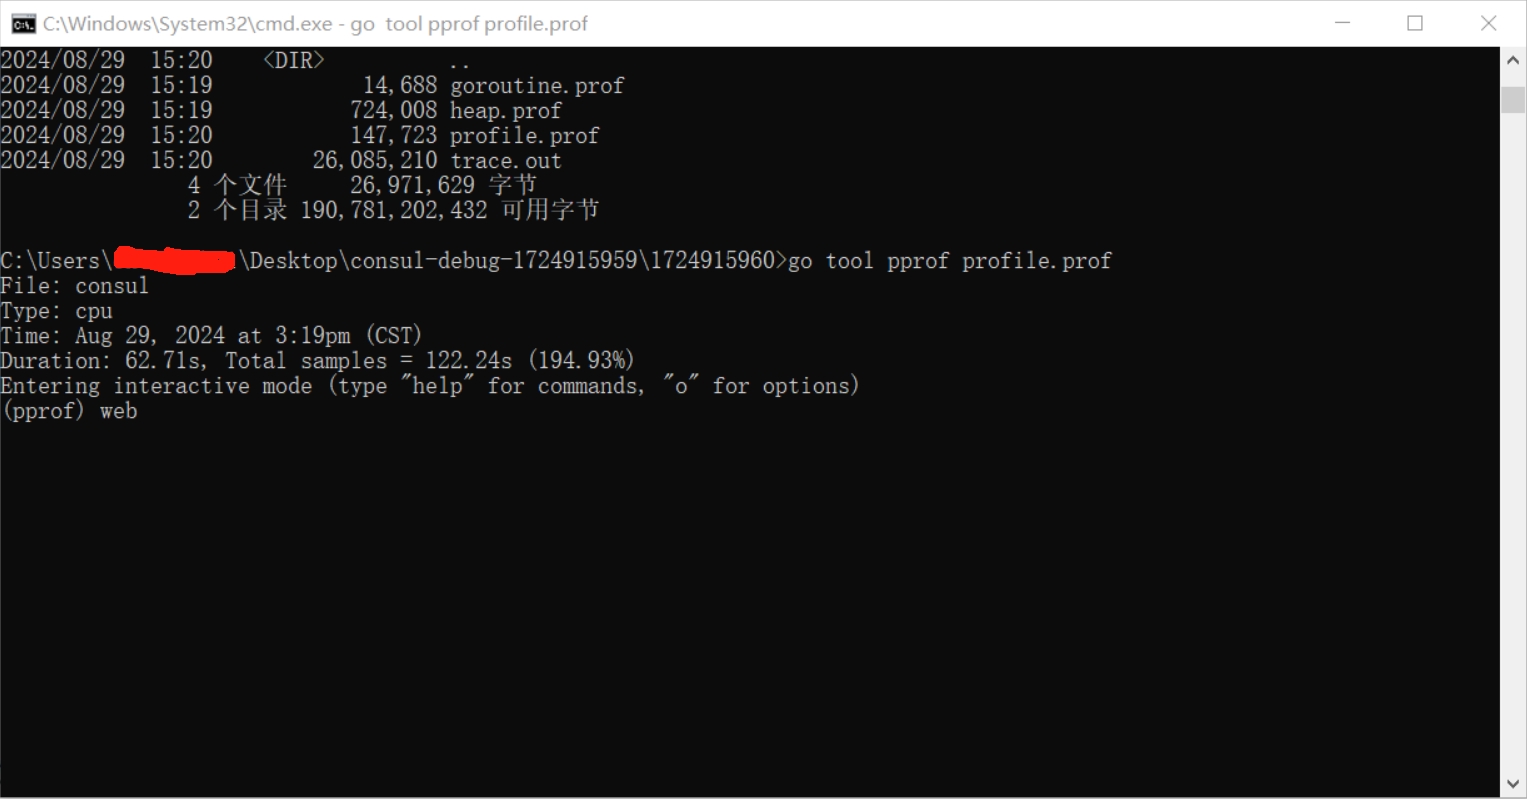 C:\Windows\System32\cmd.exe - go  tool pprof profile.prof
2024/08/29  15:20    <DIR>          ..
2024/08/29  15:19            14,688 goroutine.prof
2024/08/29  15:19           724,008 heap.prof
2024/08/29  15:20           147,723 profile.prof
2024/08/29  15:20        26,085,210 trace.out
               4 个文件     26,971,629 字节
               2 个目录 190,781,202,432 可用字节
C:\Users\ \Desktop\consul-debug-1724915959\1724915960>go tool pprof profile.prof
File: consul
Type: cpu
Time: Aug 29, 2024 at 3:19pm (CST)
Duration: 62.71s, Total samples = 122.24s (194.93%)
Entering interactive mode (type "help" for commands, "o" for options)
(pprof) web